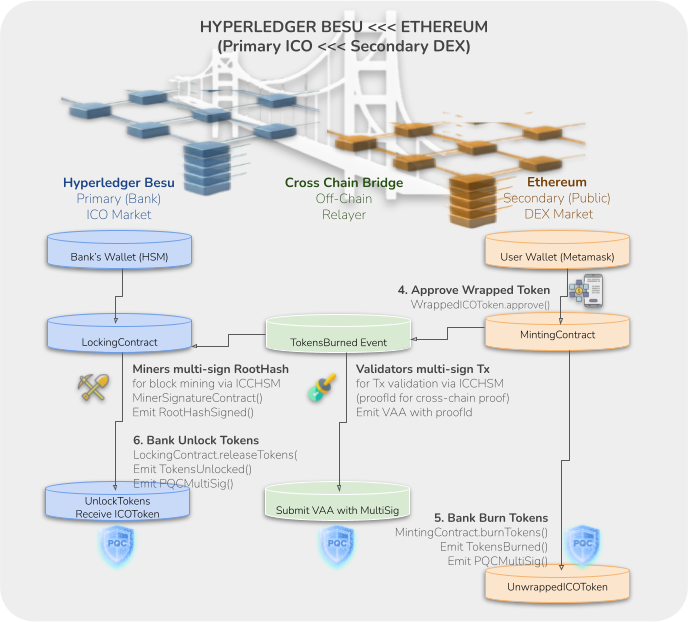 HYPERLEDGER BESU <<< ETHEREUM
(Primary ICO <<< Secondary DEX)
Hyperledger Besu
Primary (Bank)
ICO Market
Cross Chain Bridge
Off-Chain
Relayer
Ethereum
Secondary (Public)
DEX Market
Bank's Wallet (HSM)
User Wallet (Metamask)
4. Approve Wrapped Token
WrappedICOToken.approve()
LockingContract
TokensBurned Event
MintingContract
Miners multi-sign RootHash
for block mining via ICCHSM
MinerSignatureContract()
Emit RootHashSigned()
Validators multi-sign Tx
for Tx validation via ICCHSM
(proofId for cross-chain proof)
Emit VAA with proofId
6. Bank Unlock Tokens
LockingContract.releaseTokens(
Emit TokensUnlocked()
Emit PQCMultiSig()
UnlockTokens
Receive ICOToken
Submit VAA with MultiSig
5. Bank Burn Tokens
MintingContract.burnTokens()
Emit TokensBurned()
Emit PQCMultiSig()
PQC
PQC
PQC
UnwrappedICOToken